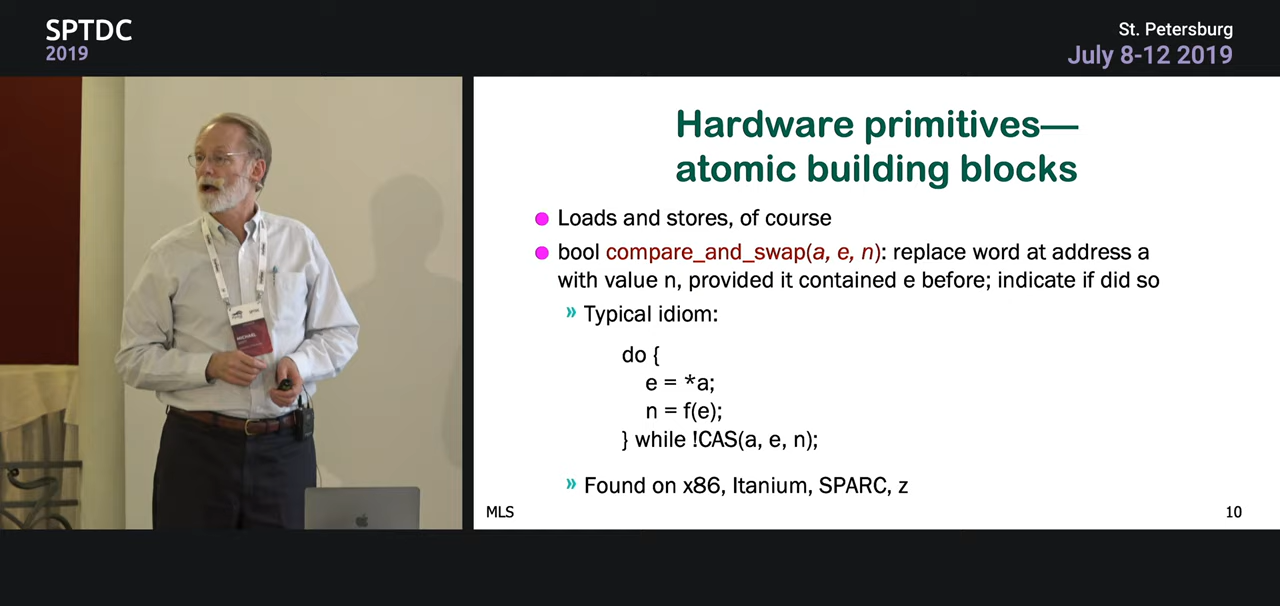 SPTDC
2019
St. Petersburg
July 8-12 2019
Hardware primitives—
atomic building blocks
Loads and stores, of course
bool compare_and_swap(a, e, n): replace word at address a
with value n, provided it contained e before; indicate if did so
» Typical idiom:
do {
e = *a;
n = f(e);
} while !CAS(a, e, n);
» Found on x86, Itanium, SPARC, z
MLS
10
MICHAEL